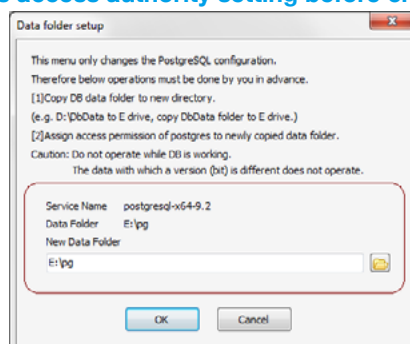 access authority setting before
Data folder setup
This menu only changes the PostgreSQL configuration.
Therefore below operations must be done by you in advance.
[1]Copy DB data folder to new directory.
(e.g. D:\DbData to E drive, copy DbData folder to E drive.)
[2]Assign access permission of postgres to newly copied data folder.
Caution: Do not operate while DB is working.
The data with which a version (bit) is different does not operate.
Service Name postgresql-x64-9.2
Data Folder E:\pg
New Data Folder
E:\pg
OK Cancel